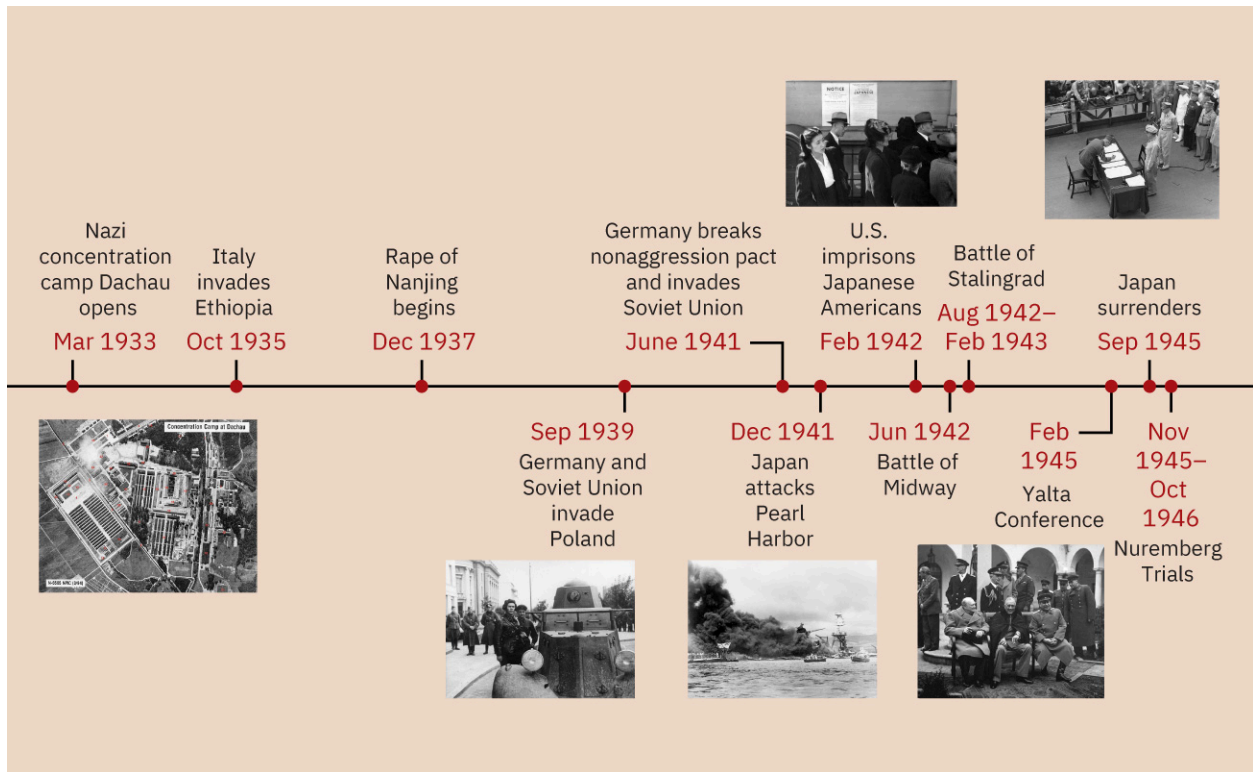 Nazi
concentration
camp Dachau
opens
Mar 1933
Italy
invades
Ethiopia
Oct 1935
Rape of
Nanjing
begins
Dec 1937
Germany breaks
nonaggression pact
and invades
Soviet Union
June 1941
NOTICE
U.S.
imprisons
Japanese
Americans
Feb 1942
Battle of
Stalingrad
Aug 1942–
Feb 1943
Japan
surrenders
Sep 1945
Concentration Camp at Dachau
Sep 1939
Germany and
Soviet Union
invade
Poland
Dec 1941
Japan
attacks
Pearl
Harbor
Jun 1942
Battle of
Midway
Feb
1945
Yalta
Conference
Nov
1945–
Oct
1946
Nuremberg
Trials